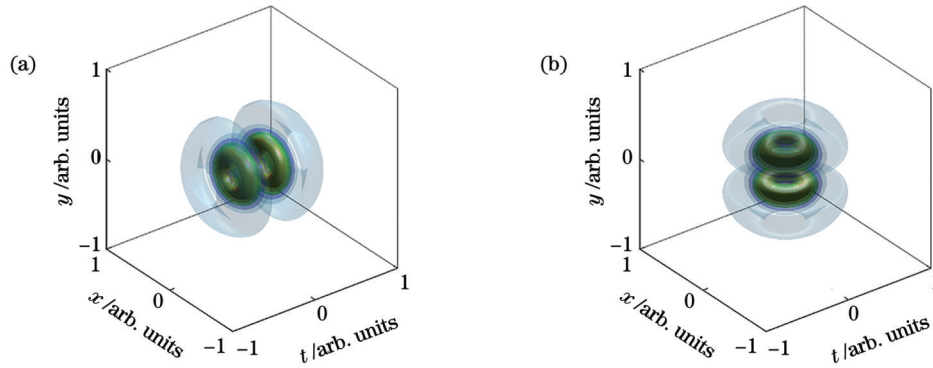 (a)
1
0
−1
y/arb. units
1
0
−1
x/arb. units
−1
0
1
t/arb. units
(b)
1
0
−1
y/arb. units
1
0
−1
x/arb. units
−1
0
t/arb. units